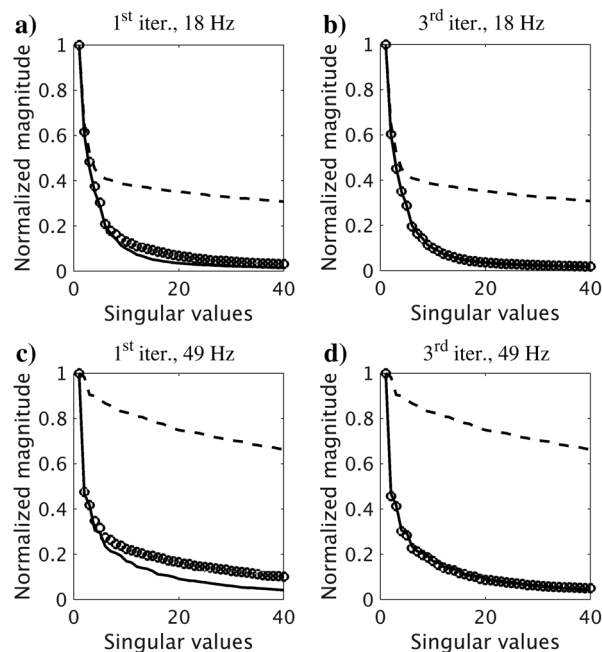 a) 1st iter., 18 Hz
Normalized magnitude
1
0.8
0.6
0.4
0.2
0
0 20 40
Singular values
b) 3rd iter., 18 Hz
Normalized magnitude
1
0.8
0.6
0.4
0.2
0
0 20 40
Singular values
c) 1st iter., 49 Hz
Normalized magnitude
1
0.8
0.6
0.4
0.2
0
0 20 40
Singular values
d) 3rd iter., 49 Hz
Normalized magnitude
1
0.8
0.6
0.4
0.2
0
0 20 40
Singular values